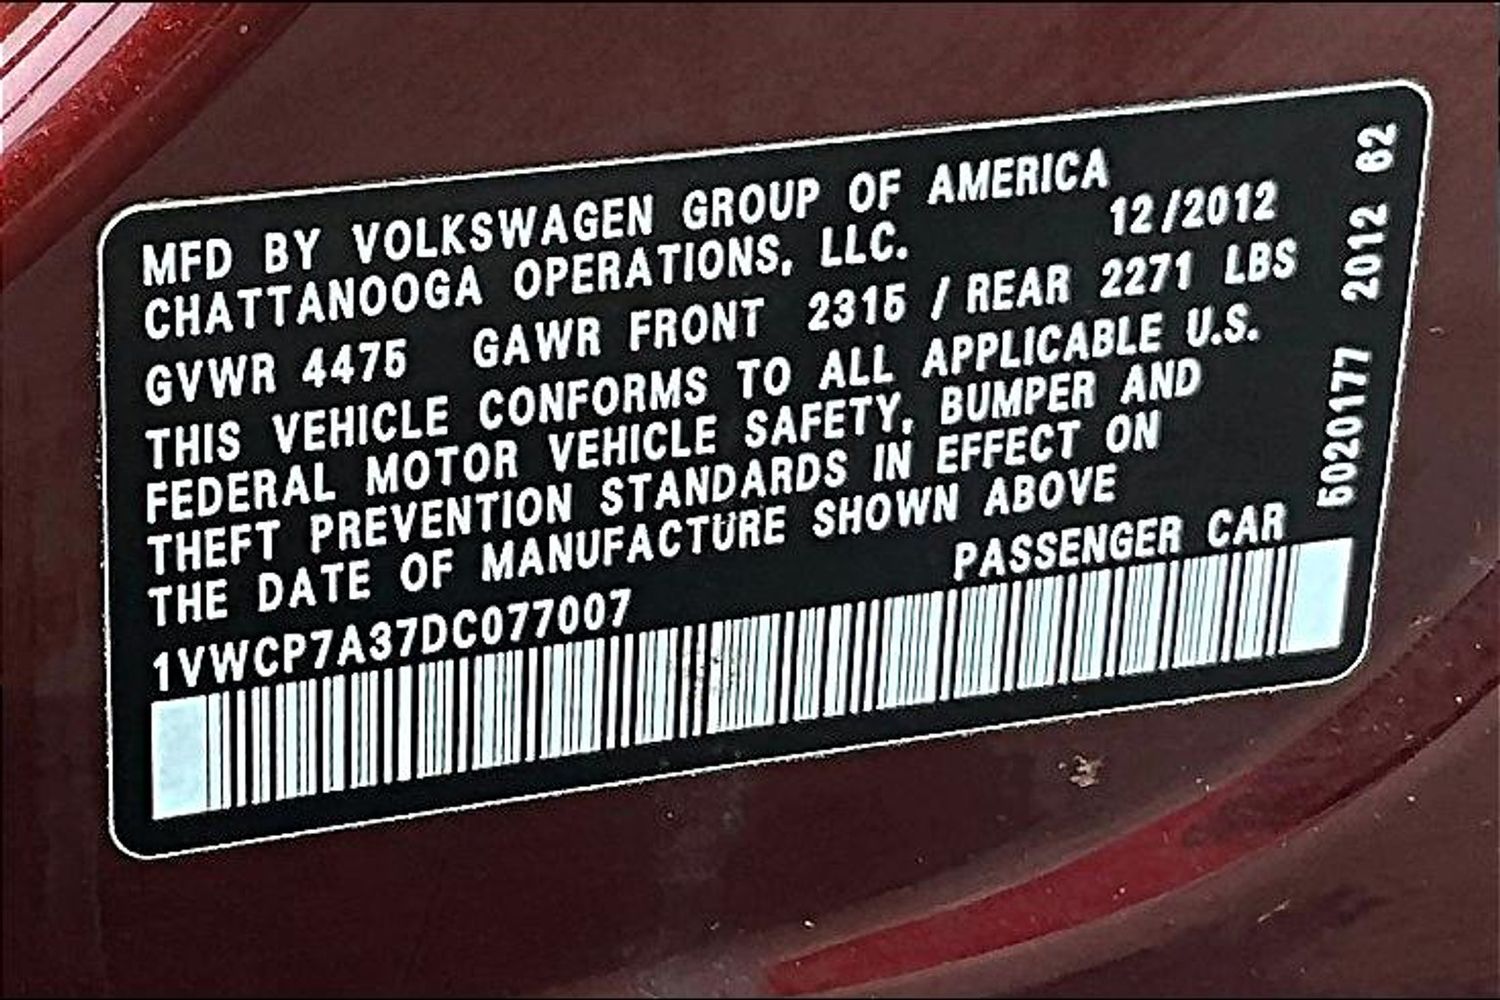 MFD BY VOLKSWAGEN GROUP OF AMERICA
CHATTANOOGA OPERATIONS, LLC. 12/2012
GVWR 4475 GAWR FRONT 2315 / REAR 2271 LBS
THIS VEHICLE CONFORMS TO ALL APPLICABLE U.S.
FEDERAL MOTOR VEHICLE SAFETY, BUMPER AND
THEFT PREVENTION STANDARDS IN EFFECT ON
THE DATE OF MANUFACTURE SHOWN ABOVE
PASSENGER CAR
1VWCP7A37DC077007
5020177 2012 62